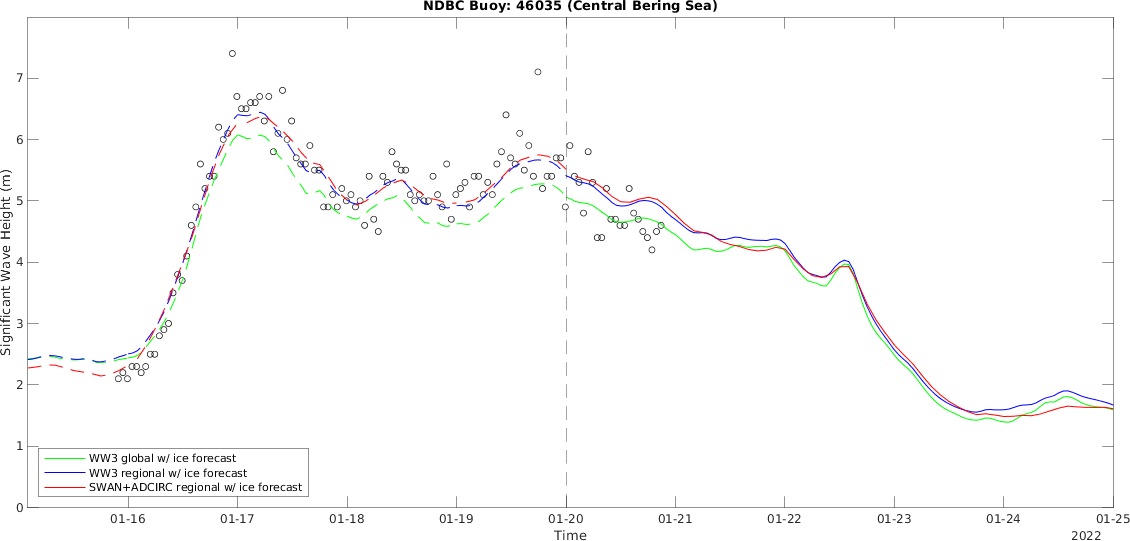 NDBC Buoy: 46035 (Central Bering Sea)
Significant Wave Height (m)
7
6
5
4
3
2
1
0
WW3 global w/ ice forecast
WW3 regional w/ ice forecast
SWAN+ADCIRC regional w/ ice forecast
01-16 01-17 01-18 01-19 01-20 01-21 01-22 01-23 01-24 01-25
Time
2022